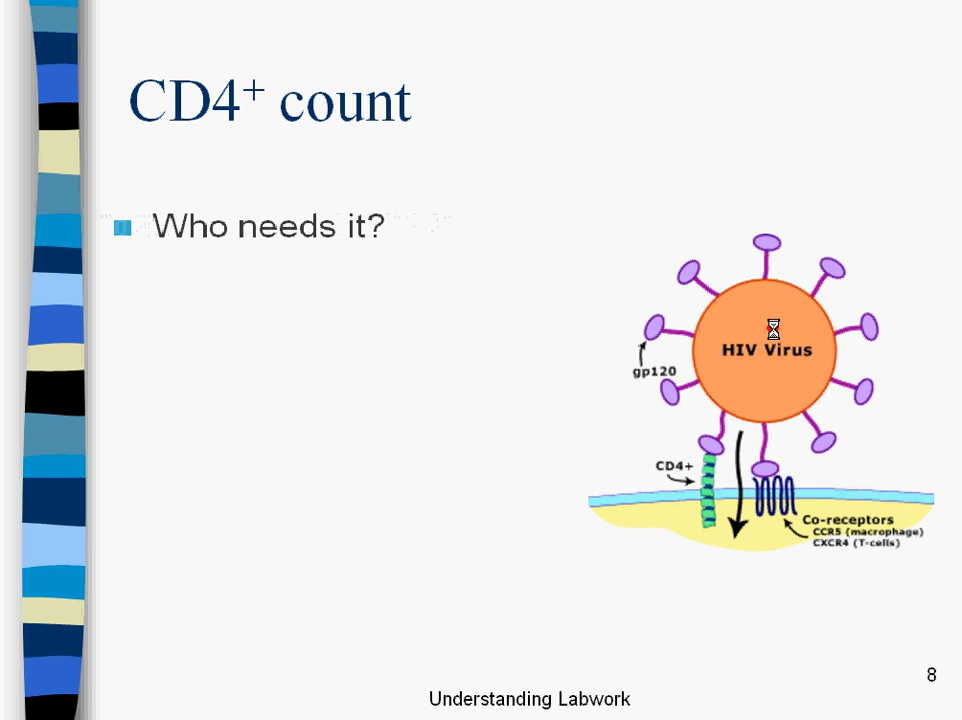 CD4+ count
Who needs it?
HIV Virus
gp120
CD4+
Co-receptors
CCR5 (macrophage)
CXCR4 (T-cells)
8
Understanding Labwork